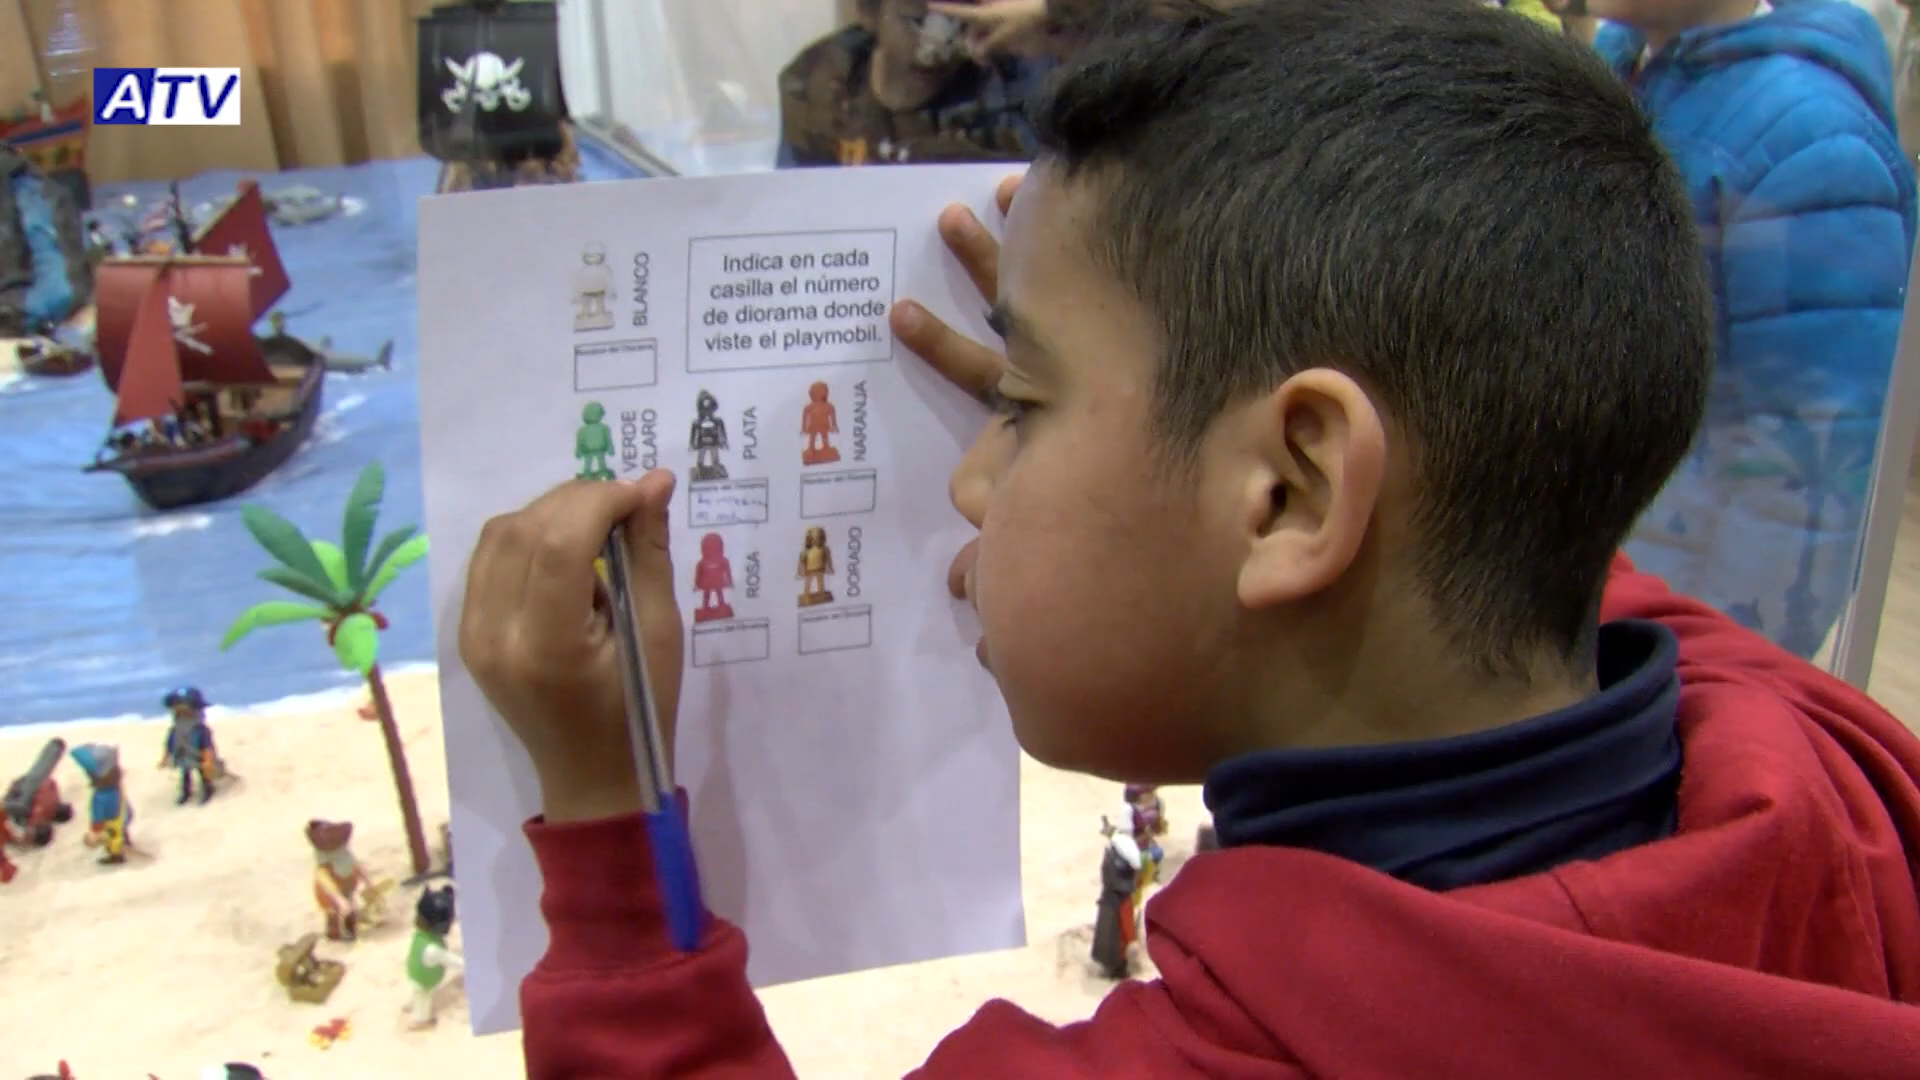 ATV
BLANCO
Indica en cada
casilla el número
de diorama donde
viste el playmobil.
VERDE
CLARO
PLATA
NARANJA
ROSA
DORADO